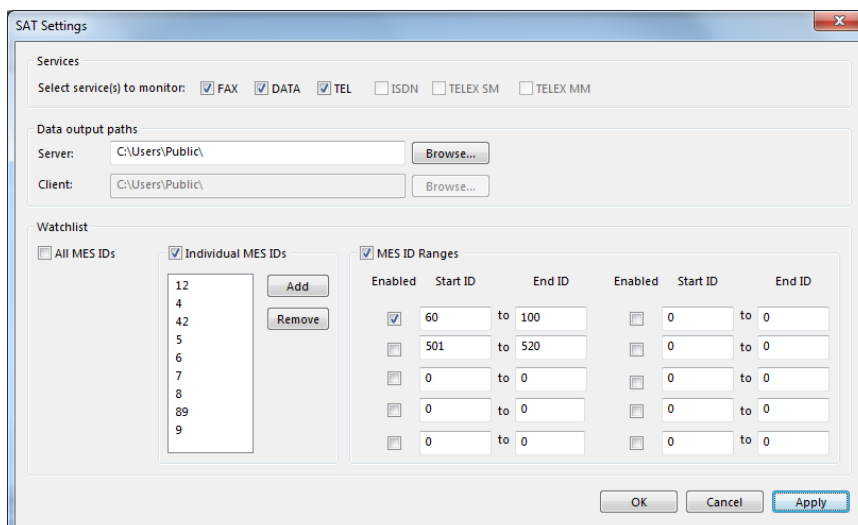 SAT Settings
Services
Select service(s) to monitor: FAX DATA TEL ISDN TELEX SM TELEX MM
Data output paths
Server: C:\Users\Public\ Browse...
Client: C:\Users\Public\ Browse...
Watchlist
All MES IDs
Individual MES IDs
12
4
42
5
6
7
8
89
9
Add
Remove
MES ID Ranges
Enabled Start ID End ID Enabled Start ID End ID
60 to 100 0 to 0
501 to 520 0 to 0
0 to 0 0 to 0
0 to 0 0 to 0
0 to 0 0 to 0
OK Cancel Apply